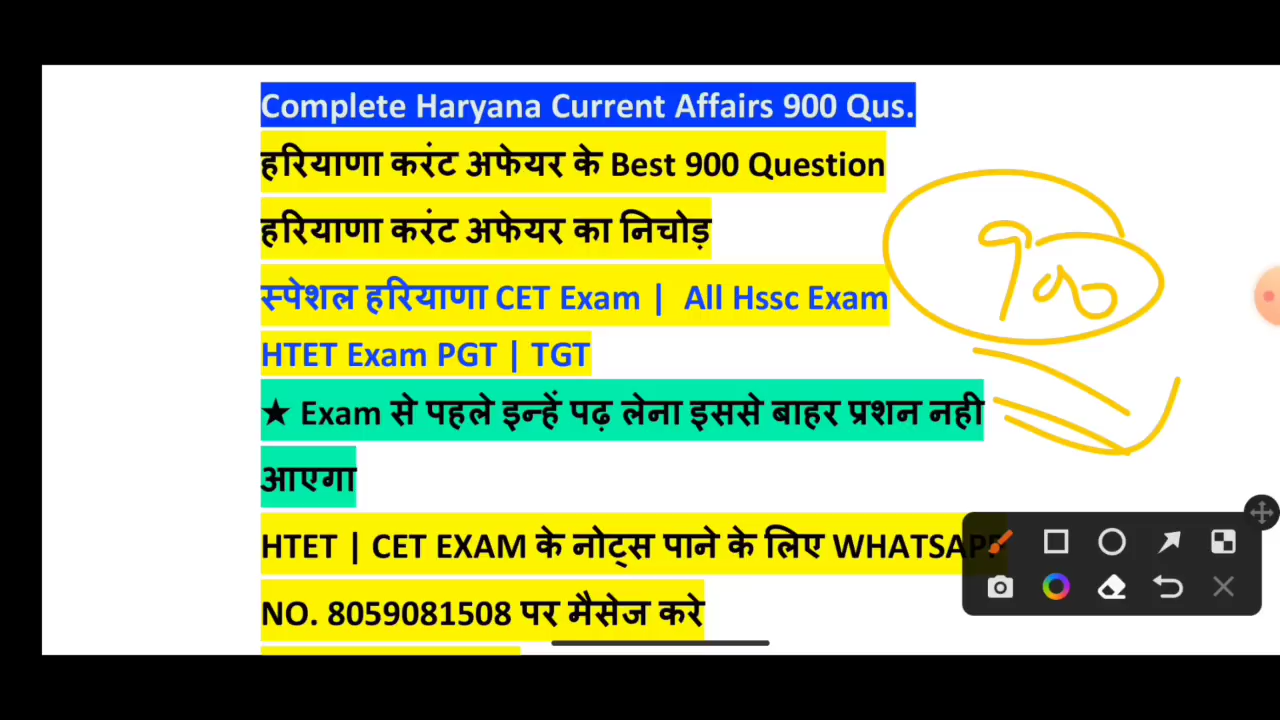 Complete Haryana Current Affairs 900 Qus.
हरियाणा करंट अफेयर के Best 900 Question
हरियाणा करंट अफेयर का निचोड़
स्पेशल हरियाणा CET Exam | All Hssc Exam
HTET Exam PGT | TGT
900
★ Exam से पहले इन्हें पढ़ लेना इससे बाहर प्रशन नही
आएगा
HTET | CET EXAM के नोट्स पाने के लिए WHATSAPP
NO. 8059081508 पर मैसेज करे